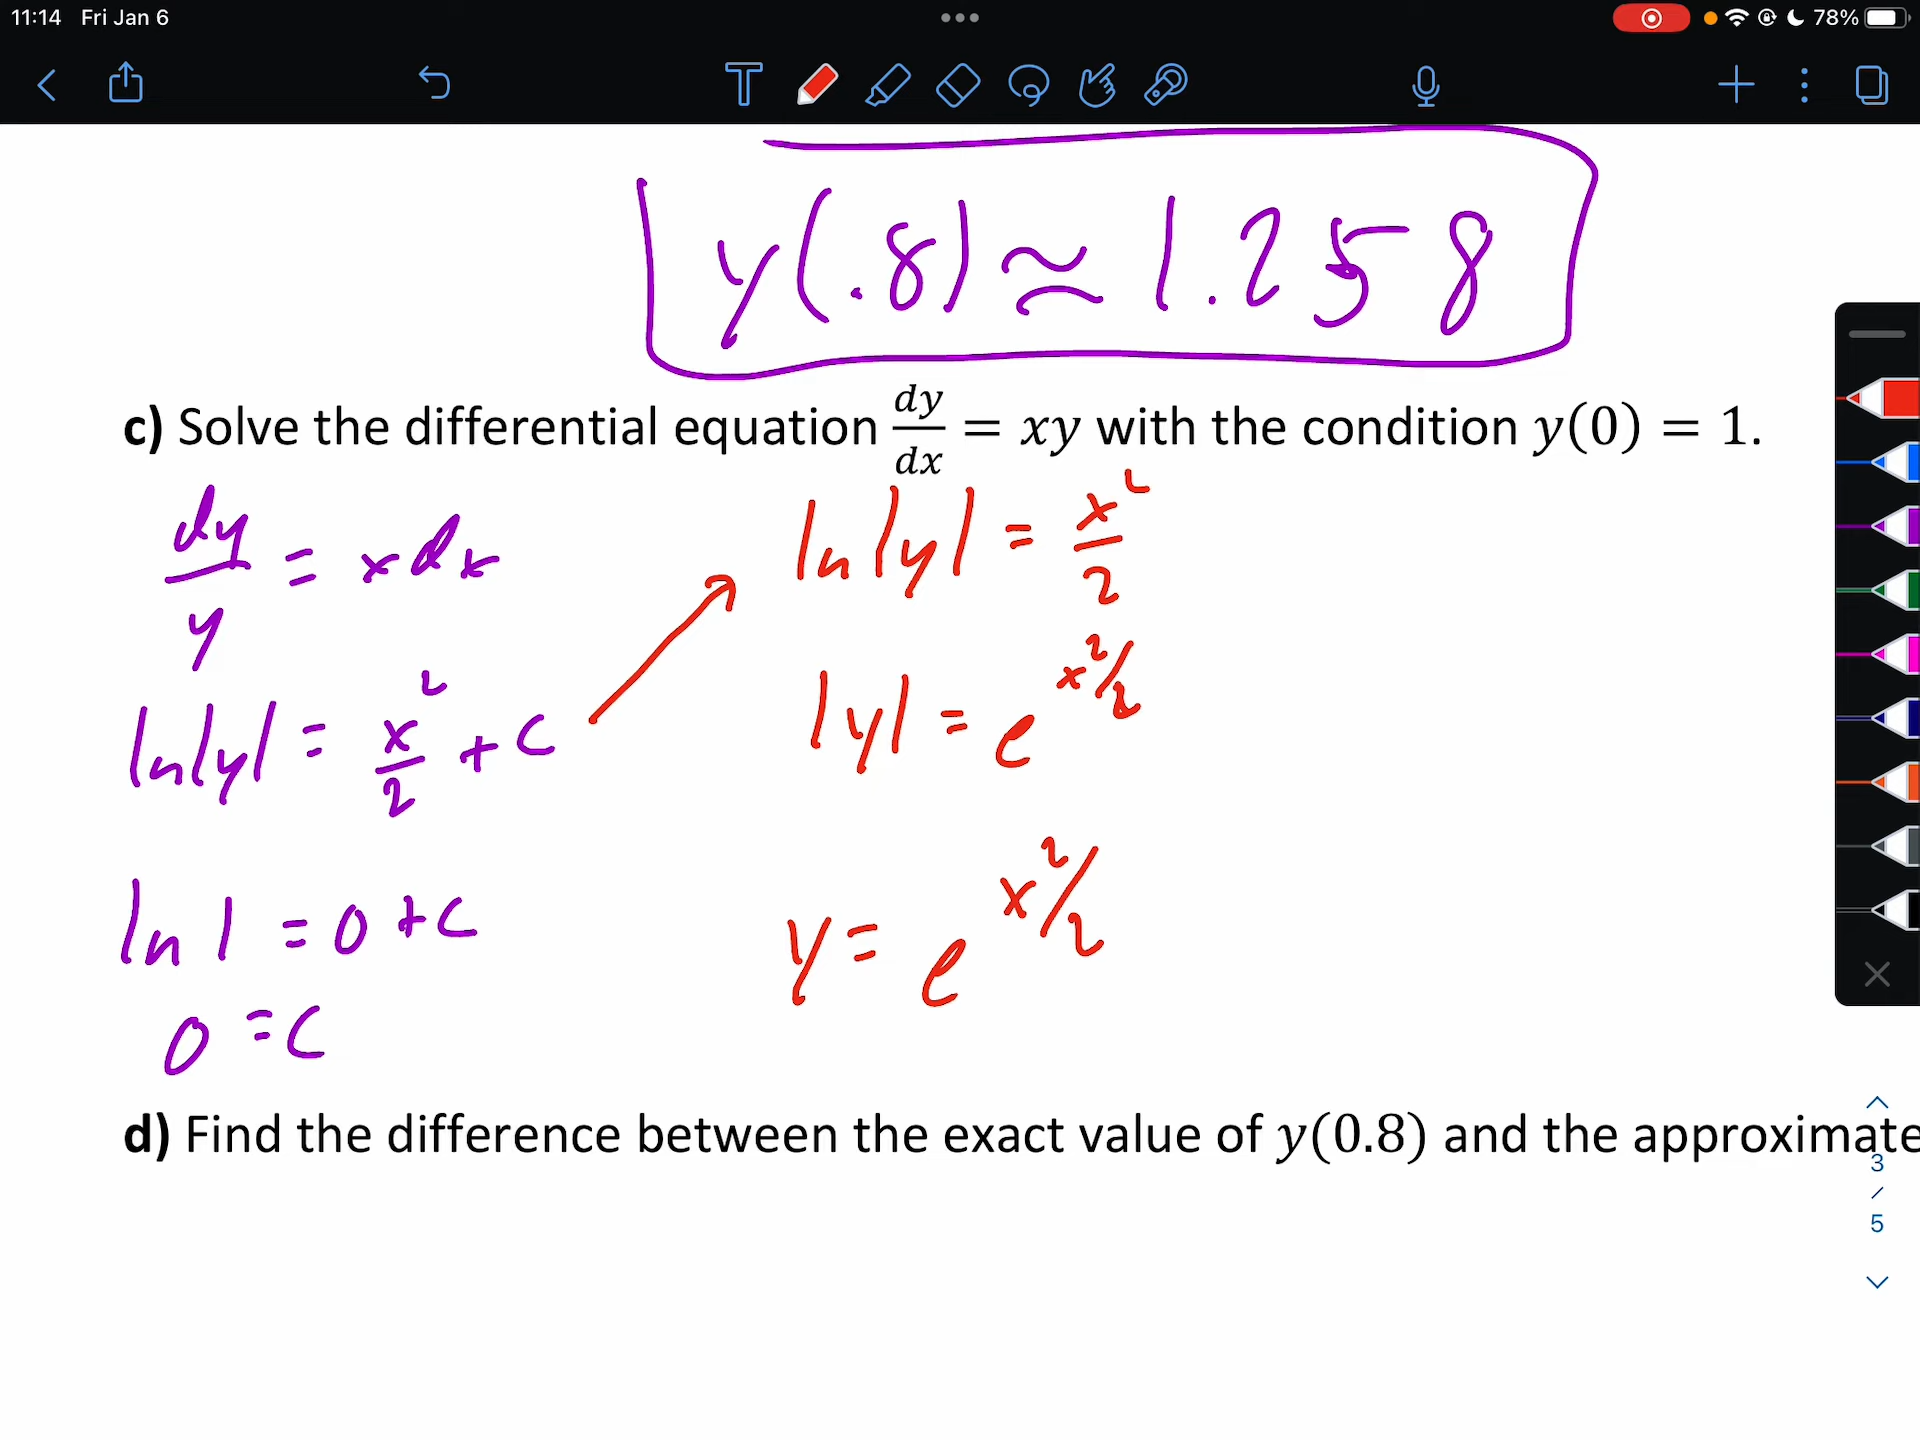 11:14 Fri Jan 6
78%
y(.8) ≈ 1.258
c) Solve the differential equation dy/dx = xy with the condition y(0) = 1.
dy/y = x dx
ln|y| = x²/2 + C
ln 1 = 0 + C
0 = C
ln|y| = x²/2
|y| = e^(x²/2)
y = e^(x²/2)
d) Find the difference between the exact value of y(0.8) and the approximate
3
/
5